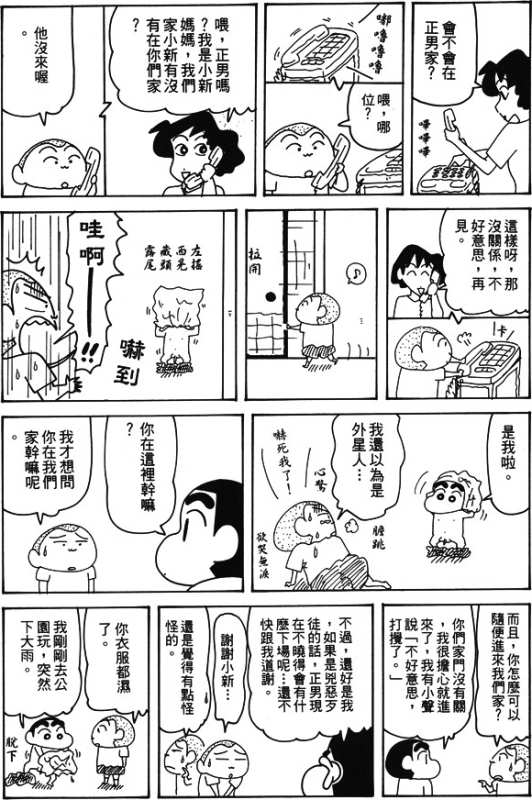 會不會在
正男家？
嗶嗶嗶
嘟嚕嚕嚕
喂，哪
位？
喂，正男嗎
？我是小新
媽媽，我們
家小新有沒
有在你們家
？
他沒來喔
。
這樣呀，那
沒關係，不
好意思，再
見。
卡
拉開
左搖
西晃
藏頭
露尾
嚇到
哇啊——!!
是我啦。
我還以為是
外星人…
心驚
膽跳
嚇死我了！
欲哭無淚
你在這裡幹嘛
？
我才想問
你在我們
家幹嘛呢
。
而且，你怎麼可以
隨便進來我們家？
你們家門沒有關
，我很擔心就進
來了，我有小聲
說「不好意思，
打攪了。」
不過，還好是我
，如果是兇惡歹
徒的話，正男現
在不曉得會有什
麼下場呢…還不
快跟我道謝。
謝謝小新…
還是覺得有點怪
怪的。
你衣服都濕
了。
我剛剛去公
園玩，突然
下大雨。
脫下